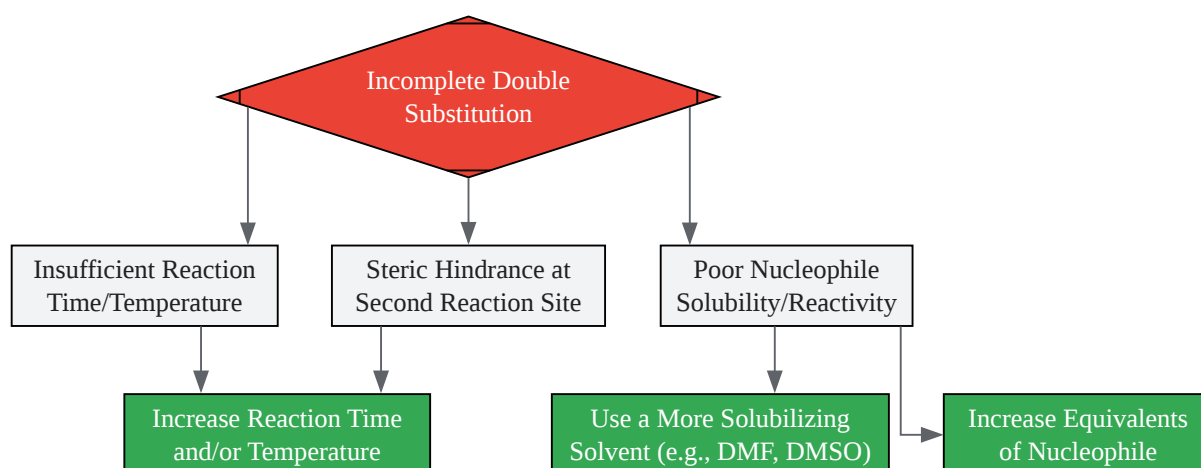 Incomplete Double
Substitution
Insufficient Reaction
Time/Temperature
Steric Hindrance at
Second Reaction Site
Poor Nucleophile
Solubility/Reactivity
Increase Reaction Time
and/or Temperature
Use a More Solubilizing
Solvent (e.g., DMF, DMSO)
Increase Equivalents
of Nucleophile